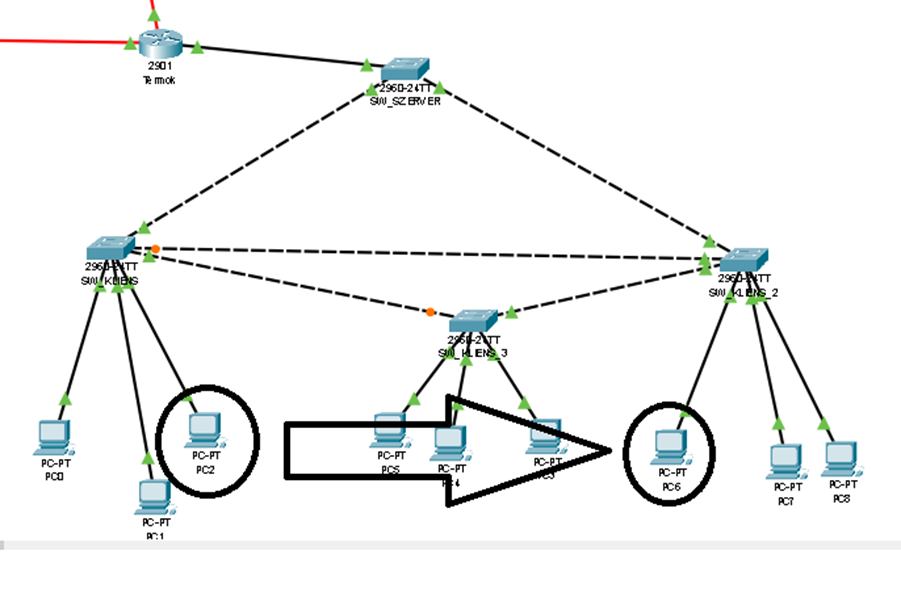 2901
Termok
2960-24TT
SW_SZERVER
2960-24TT
SW_KLIENS
2960-24TT
SW_KLIENS_2
2960-24TT
SW_KLIENS_3
PC-PT
PC0
PC-PT
PC1
PC-PT
PC2
PC-PT
PC5
PC-PT
PC-PT
PC-PT
PC6
PC-PT
PC7
PC-PT
PC8